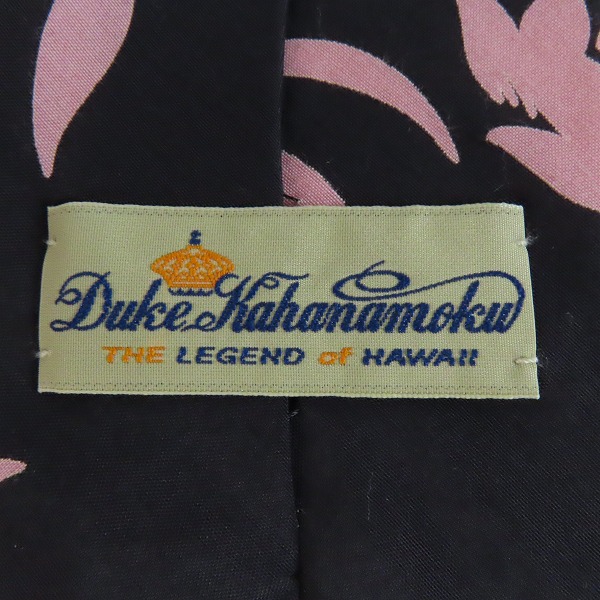 Duke Kahanamoku
THE LEGEND of HAWAII